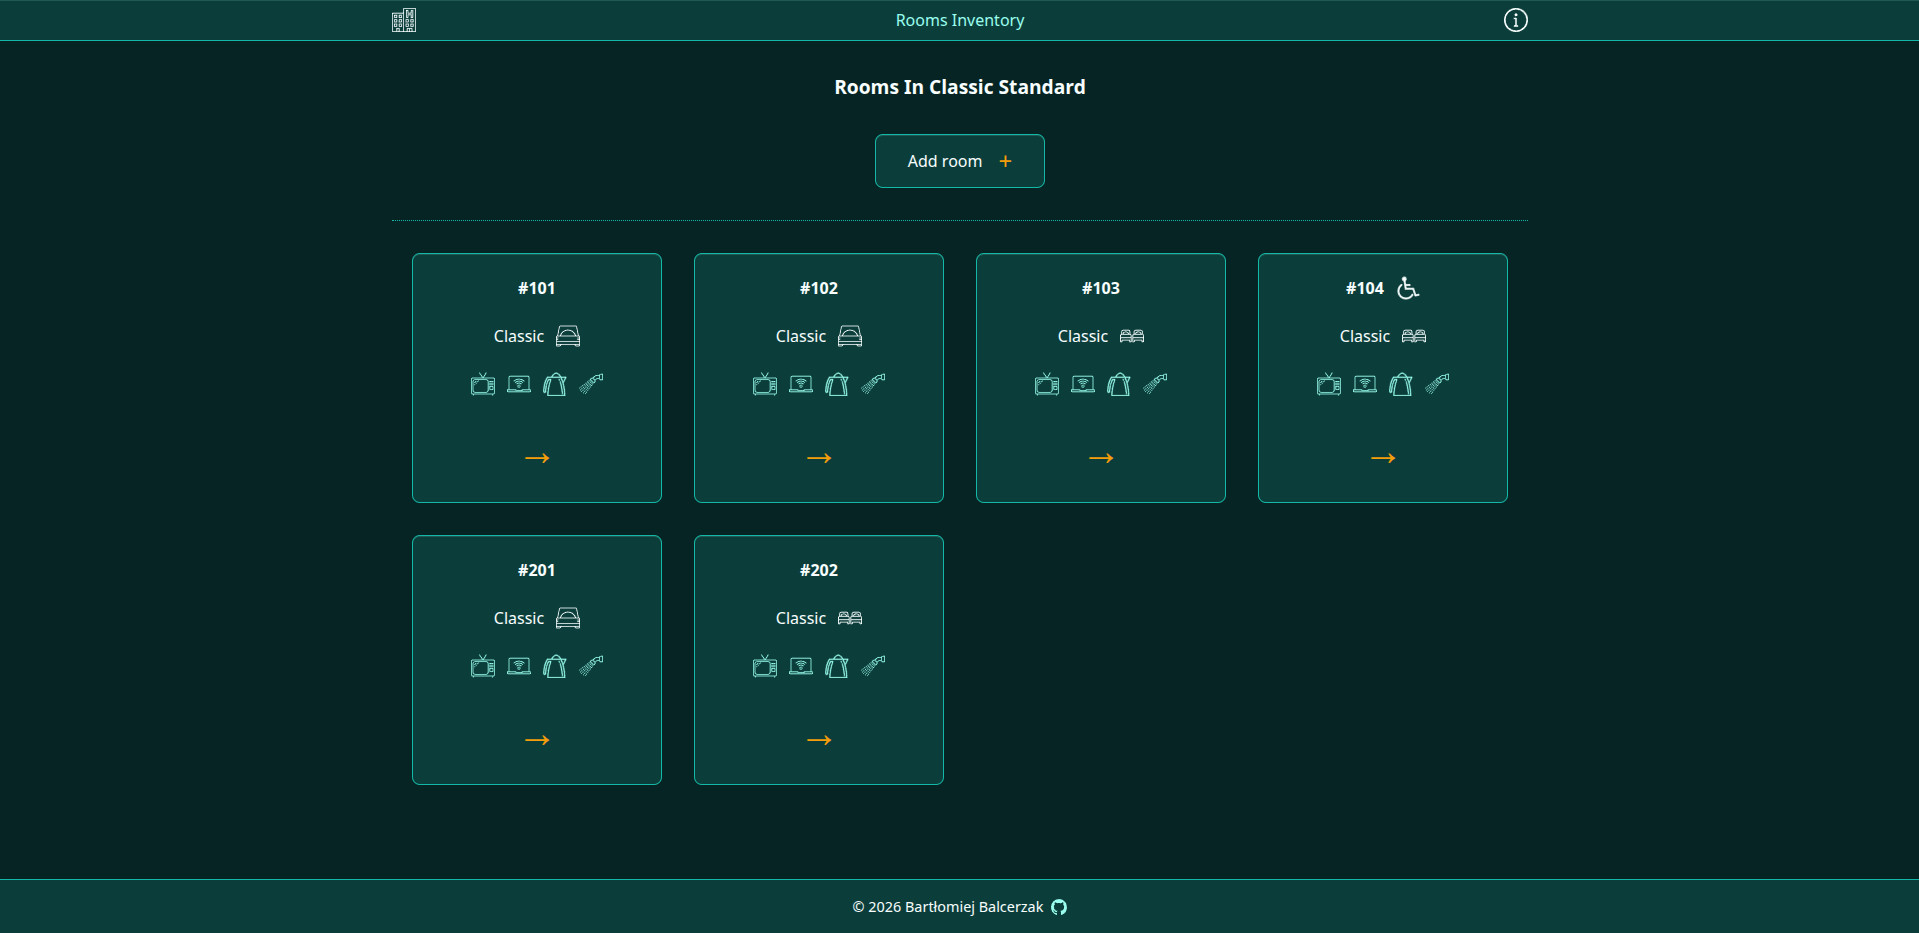 Rooms Inventory
Rooms In Classic Standard
Add room +
#101
Classic
#102
Classic
#103
Classic
#104
Classic
#201
Classic
#202
Classic
© 2026 Bartłomiej Balcerzak